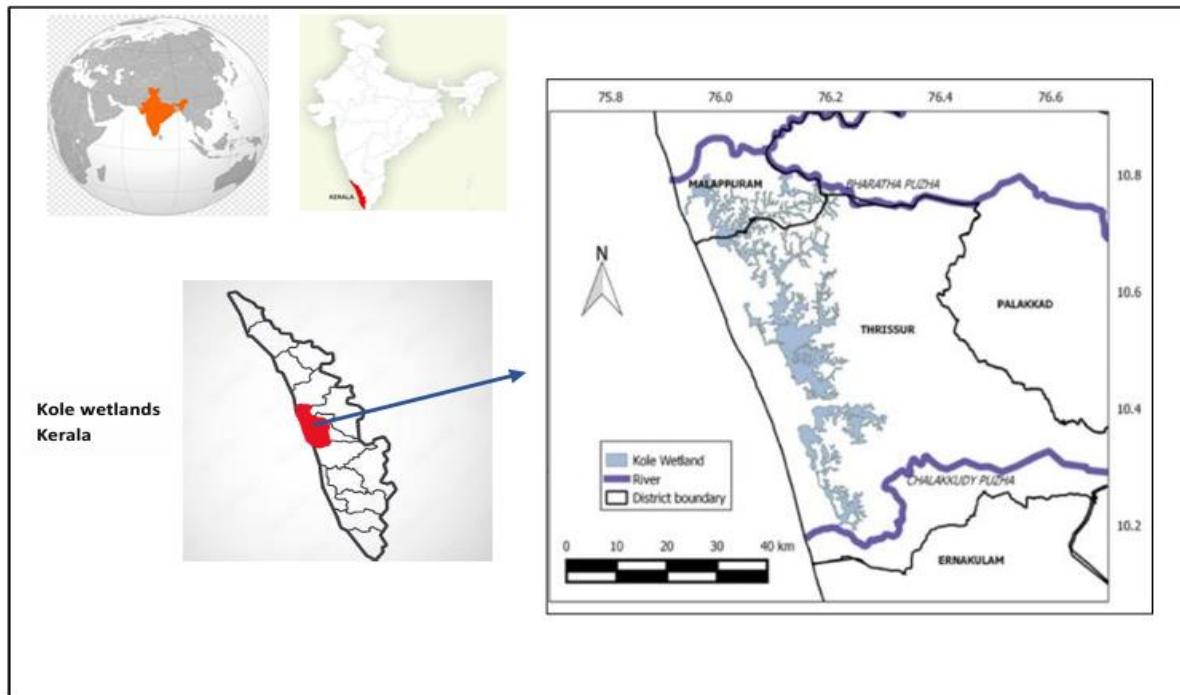 KERALA
Kole wetlands
Kerala
75.8 76.0 76.2 76.4 76.6
10.8
10.6
10.4
10.2
MALAPPURAM
BHARATHA PUZHA
N
PALAKKAD
THRISSUR
Kole Wetland
River
District boundary
CHALAKKUDY PUZHA
0 10 20 30 40 km
ERNAKULAM